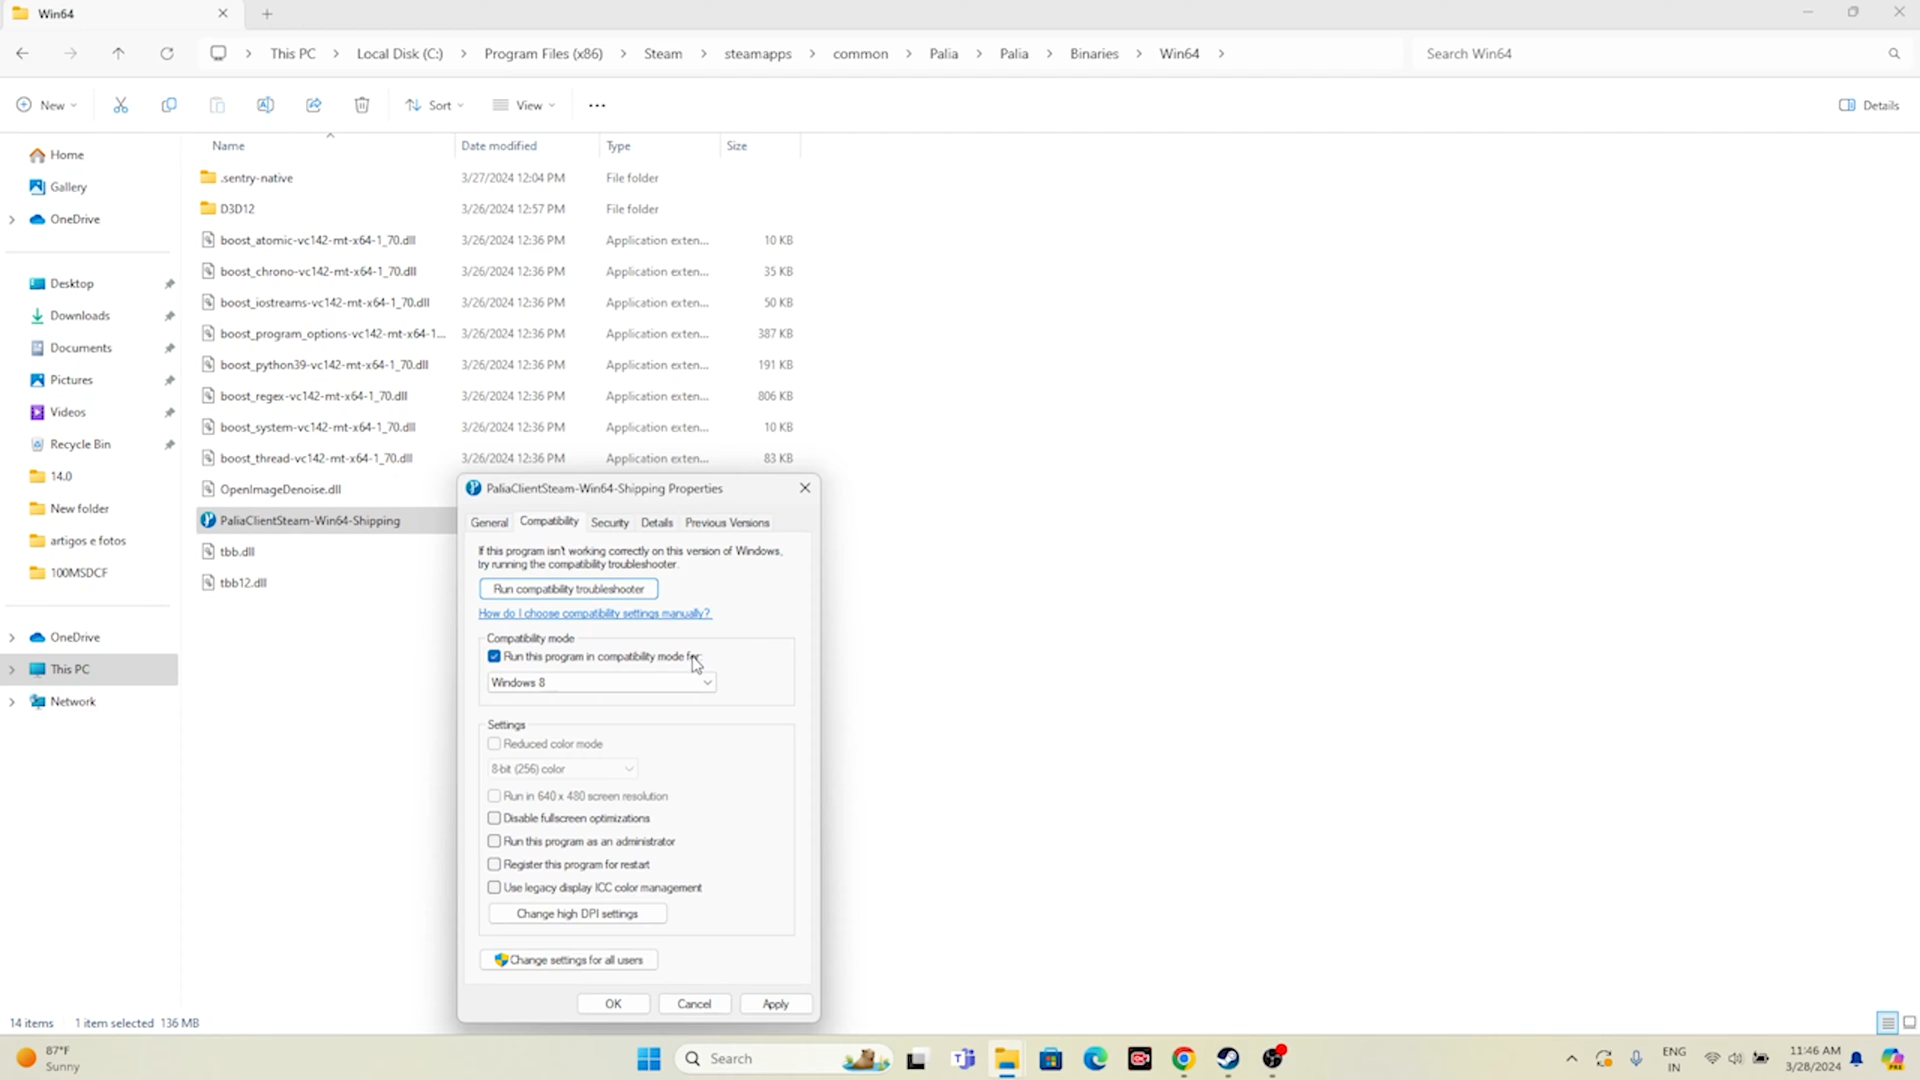 Win64
This PC > Local Disk (C:) > Program Files (x86) > Steam > steamapps > common > Palia > Palia > Binaries > Win64 >
Search Win64
New
Sort
View
Details
Name Date modified Type Size
Home
Gallery
OneDrive
Desktop
Downloads
Documents
Pictures
Videos
Recycle Bin
14.0
New folder
artigos e fotos
100MSDCF
OneDrive
This PC
Network
.sentry-native 3/27/2024 12:04 PM File folder
D3D12 3/26/2024 12:57 PM File folder
boost_atomic-vc142-mt-x64-1_70.dll 3/26/2024 12:36 PM Application exten... 10 KB
boost_chrono-vc142-mt-x64-1_70.dll 3/26/2024 12:36 PM Application exten... 35 KB
boost_iostreams-vc142-mt-x64-1_70.dll 3/26/2024 12:36 PM Application exten... 50 KB
boost_program_options-vc142-mt-x64-1... 3/26/2024 12:36 PM Application exten... 387 KB
boost_python39-vc142-mt-x64-1_70.dll 3/26/2024 12:36 PM Application exten... 191 KB
boost_regex-vc142-mt-x64-1_70.dll 3/26/2024 12:36 PM Application exten... 806 KB
boost_system-vc142-mt-x64-1_70.dll 3/26/2024 12:36 PM Application exten... 10 KB
boost_thread-vc142-mt-x64-1_70.dll 3/26/2024 12:36 PM Application exten... 83 KB
OpenImageDenoise.dll
PaliaClientSteam-Win64-Shipping
tbb.dll
tbb12.dll
PaliaClientSteam-Win64-Shipping Properties
General Compatibility Security Details Previous Versions
If this program isn't working correctly on this version of Windows,
try running the compatibility troubleshooter.
Run compatibility troubleshooter
How do I choose compatibility settings manually?
Compatibility mode
Run this program in compatibility mode for:
Windows 8
Settings
Reduced color mode
8-bit (256) color
Run in 640 x 480 screen resolution
Disable fullscreen optimizations
Run this program as an administrator
Register this program for restart
Use legacy display ICC color management
Change high DPI settings
Change settings for all users
OK Cancel Apply
14 items 1 item selected 136 MB
87°F
Sunny
Search
ENG
IN
11:46 AM
3/28/2024
PRE